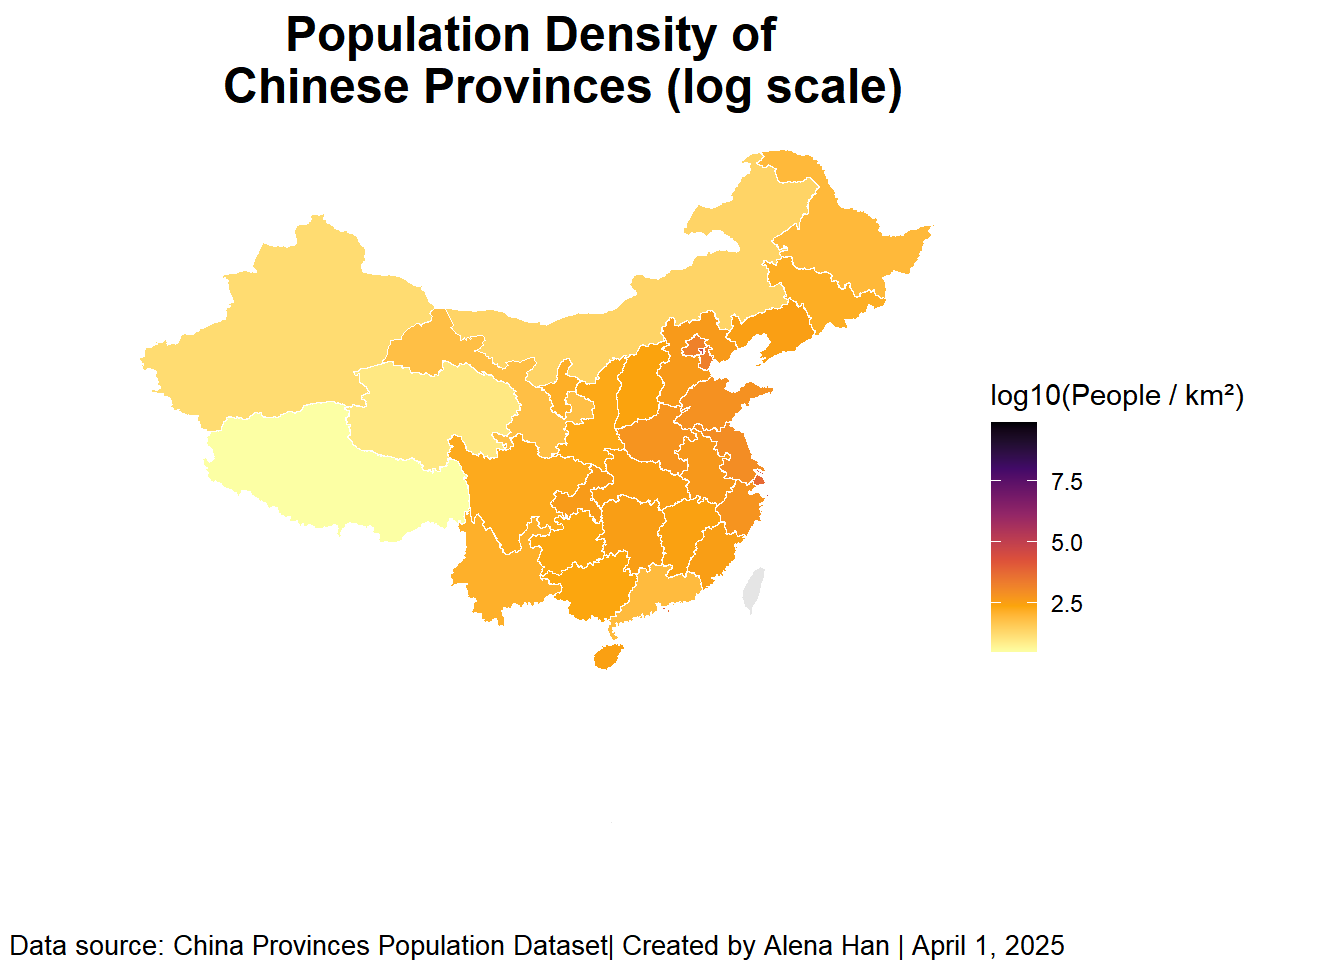 Population Density of
Chinese Provinces (log scale)
log10(People / km²)
7.5
5.0
2.5
Data source: China Provinces Population Dataset| Created by Alena Han | April 1, 2025